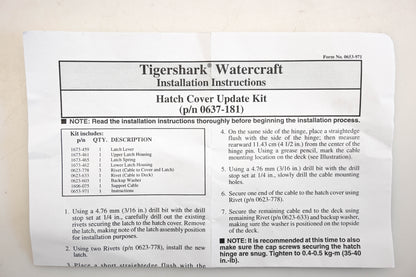 Form No. 0653-971
Tigershark® Watercraft
Installation Instructions
Hatch Cover Update Kit
(p/n 0637-181)
■ NOTE: Read the installation instructions thoroughly before beginning the installation process.
Kit includes:
p/n QTY. DESCRIPTION
1673-459 1 Latch Lever
1673-461 1 Upper Latch Housing
1673-465 1 Latch Spring
1673-462 1 Lower Latch Housing
0623-778 3 Rivet (Cable to Cover and Latch)
0623-633 1 Rivet (Cable to Deck)
1623-003 1 Backup Washer
1606-075 1 Support Cable
0653-971 1 Instructions
1. Using a 4.76 mm (3/16 in.) drill bit with the drill
stop set at 1/4 in., carefully drill out the existing
rivets securing the latch to the hatch cover. Remove
the latch, making note of the latch assembly position
for installation purposes.
2. Using two Rivets (p/n 0623-778), install the new
latch.
3. Place a short straightedge flush with the
4. On the same side of the hinge, place a straightedge
flush with the side of the hinge; then measure
rearward 11.43 cm (4 1/2 in.) from the center of the
hinge pin. Using a grease pencil, mark the cable
mounting location on the deck (see Illustration).
5. Using a 4.76 mm (3/16 in.) drill bit with the drill
stop set at 1/4 in., slowly drill the cable mounting
holes.
6. Secure one end of the cable to the hatch cover using
Rivet (p/n 0623-778).
7. Secure the remaining cable end to the deck using
remaining Rivet (p/n 0623-633) and backup washer,
making sure the washer is positioned on the topside
of the deck.
■ NOTE: It is recommended at this time to also
make sure the cap screws securing the hatch
hinge are snug. Tighten to 0.4-0.5 kg-m (35-40
in.-lb).